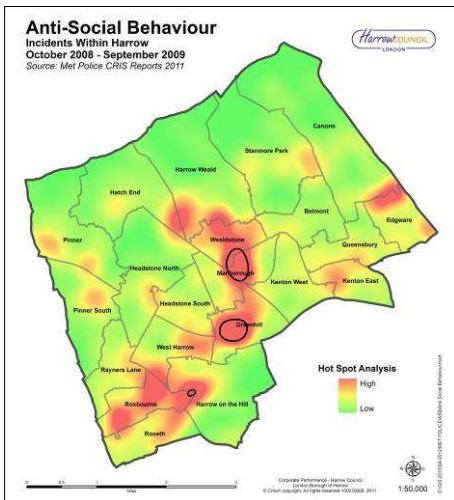 Anti-Social Behaviour
Incidents Within Harrow
October 2008 - September 2009
Source: Met Police CRIS Reports 2011
HarrowCOUNCIL
LONDON
Canons
Stanmore Park
Harrow Weald
Hatch End
Belmont
Edgware
Wealdstone
Queensbury
Pinner
Headstone North
Marlborough
Kenton West
Kenton East
Pinner South
Headstone South
Greenhill
West Harrow
Rayners Lane
Hot Spot Analysis
High
Low
Roxbourne
Harrow on the Hill
Roxeth
Corporate Performance - Harrow Council
London Borough of Harrow
1:50,000